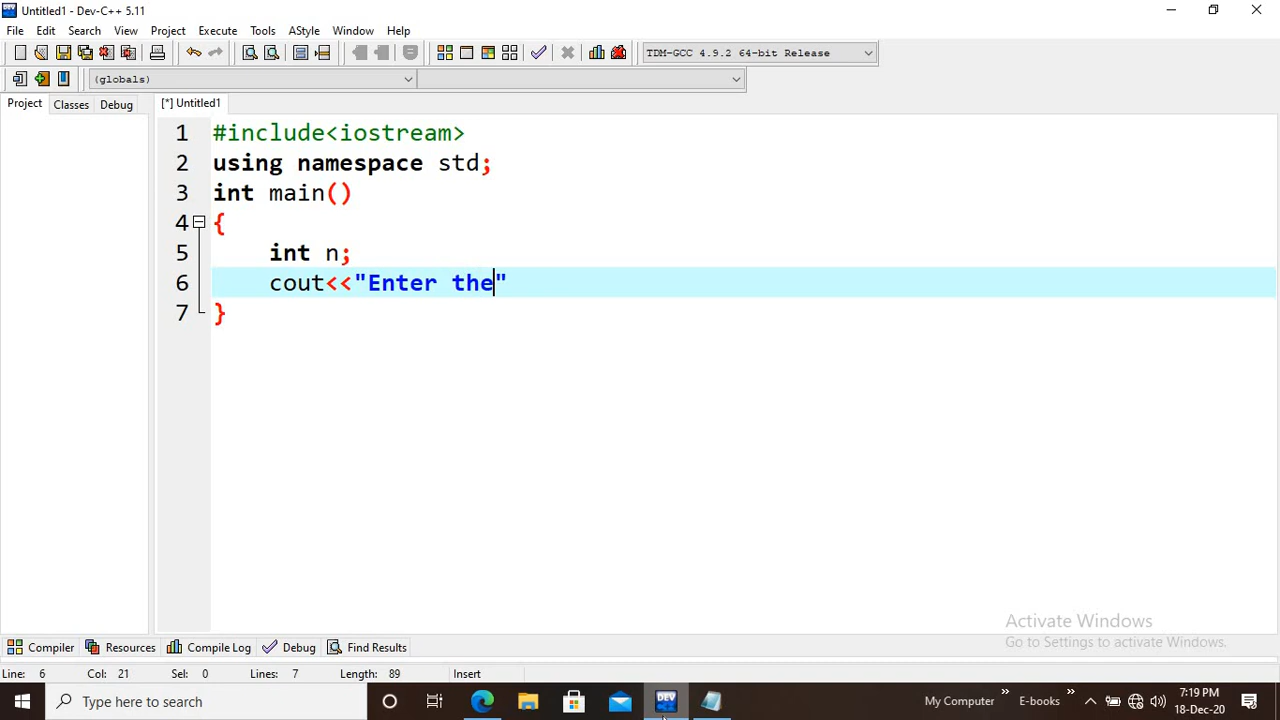 Untitled1 - Dev-C++ 5.11
File Edit Search View Project Execute Tools AStyle Window Help
TDM-GCC 4.9.2 64-bit Release
(globals)
Project Classes Debug [*] Untitled1
1 #include<iostream>
2 using namespace std;
3 int main()
4 {
5 int n;
6 cout<<"Enter the"
7 }
Activate Windows
Go to Settings to activate Windows.
Compiler Resources Compile Log Debug Find Results
Line: 6 Col: 21 Sel: 0 Lines: 7 Length: 89 Insert
Type here to search DEV My Computer » E-books » 7:19 PM
18-Dec-20